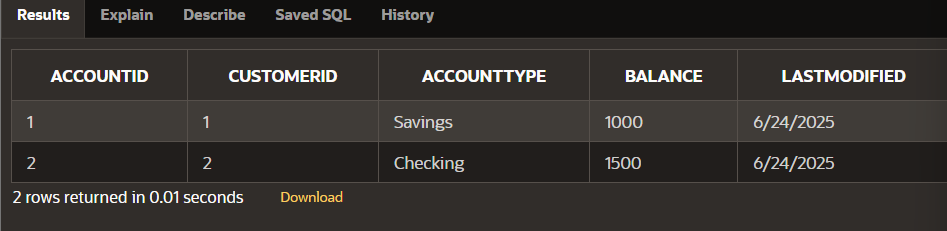 Results Explain Describe Saved SQL History
ACCOUNTID CUSTOMERID ACCOUNTTYPE BALANCE LASTMODIFIED
1 1 Savings 1000 6/24/2025
2 2 Checking 1500 6/24/2025
2 rows returned in 0.01 seconds Download